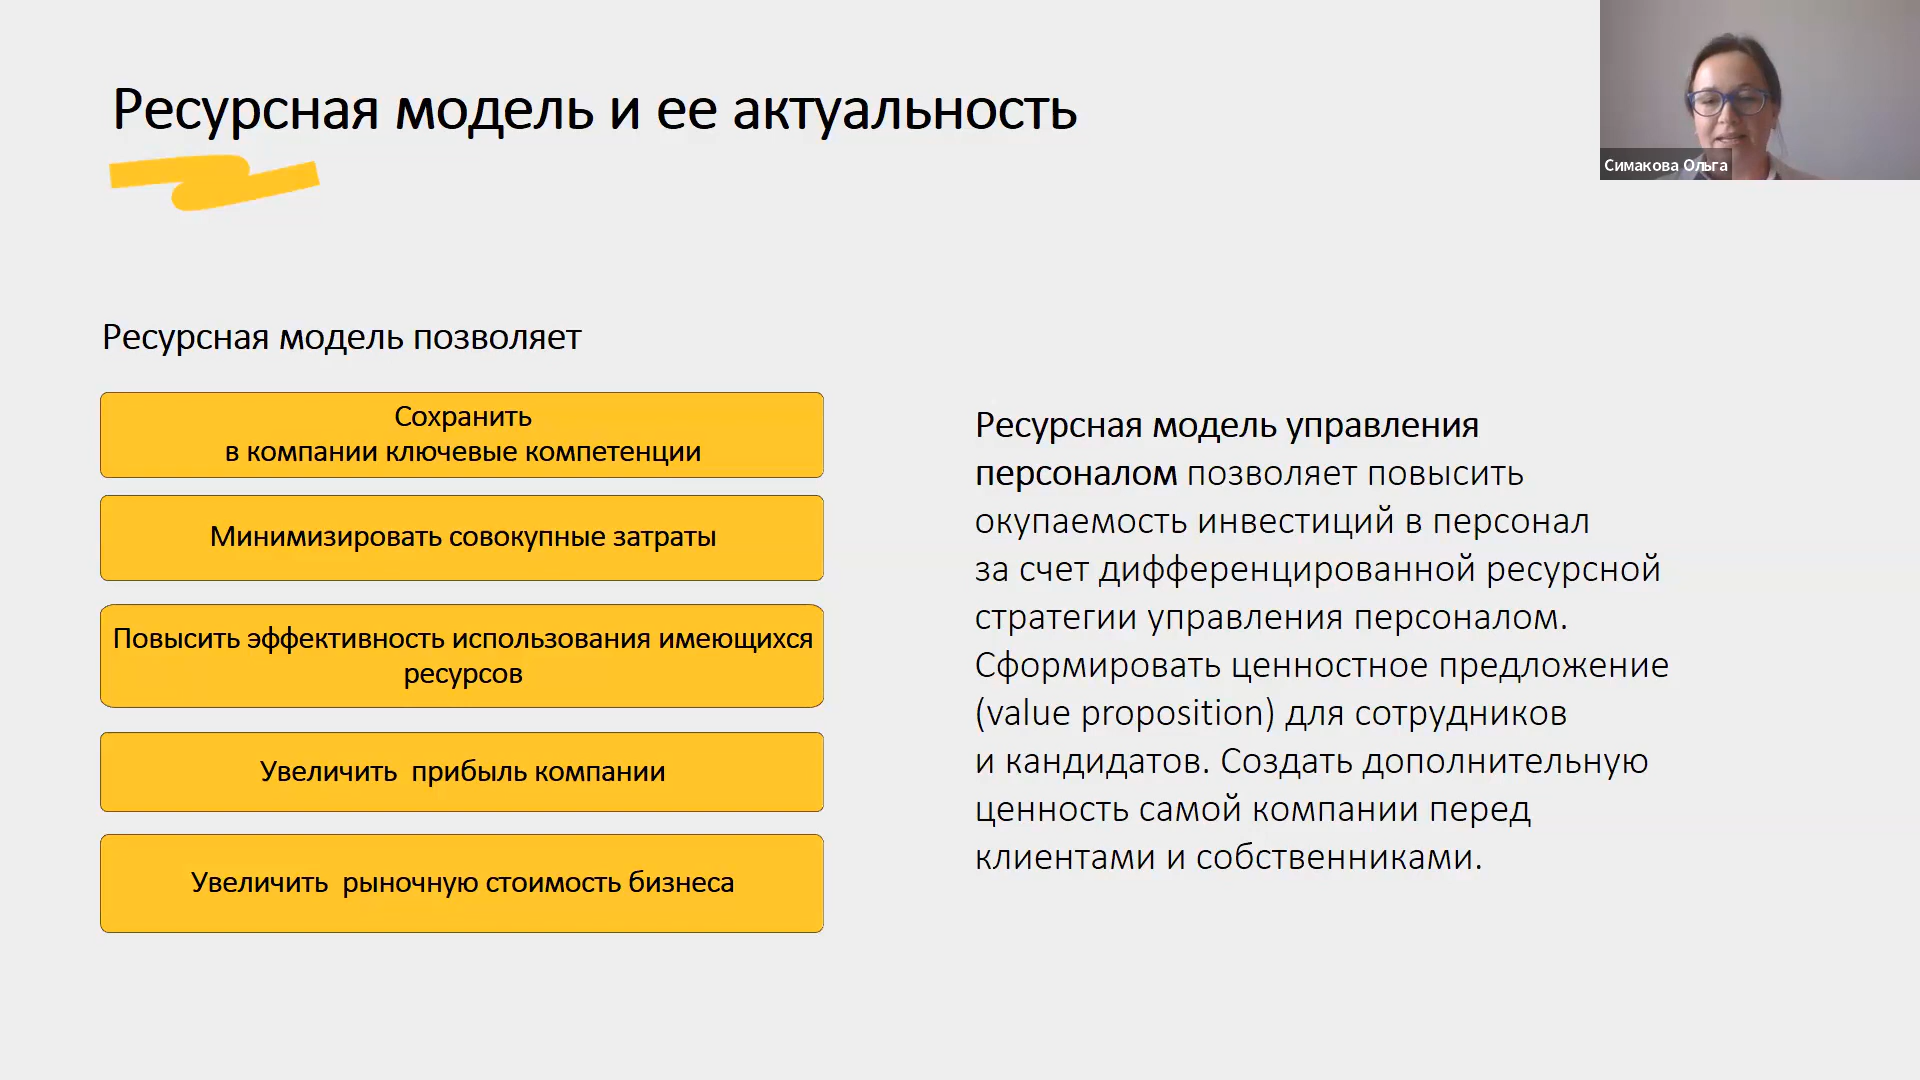 Ресурсная модель и ее актуальность
Симакова Ольга
Ресурсная модель позволяет
Сохранить
в компании ключевые компетенции
Минимизировать совокупные затраты
Повысить эффективность использования имеющихся
ресурсов
Увеличить прибыль компании
Увеличить рыночную стоимость бизнеса
Ресурсная модель управления
персоналом позволяет повысить
окупаемость инвестиций в персонал
за счет дифференцированной ресурсной
стратегии управления персоналом.
Сформировать ценностное предложение
(value proposition) для сотрудников
и кандидатов. Создать дополнительную
ценность самой компании перед
клиентами и собственниками.